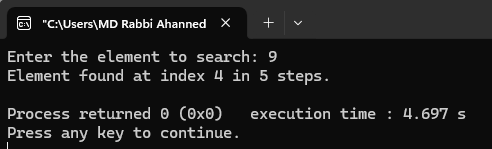 "C:\Users\MD Rabbi Ahanned
Enter the element to search: 9
Element found at index 4 in 5 steps.
Process returned 0 (0x0)   execution time : 4.697 s
Press any key to continue.